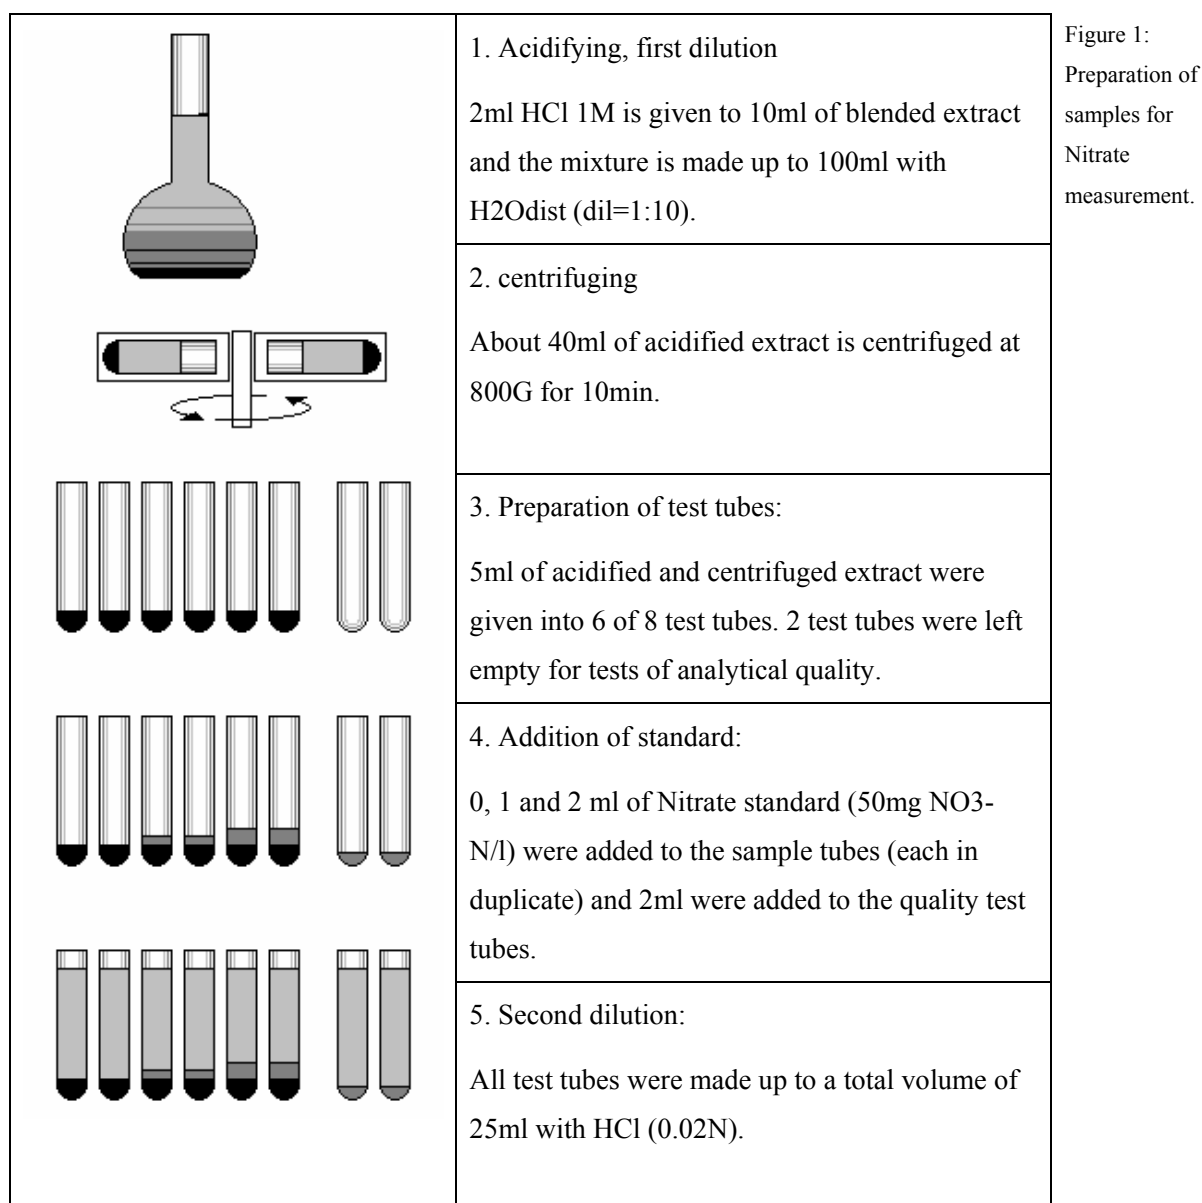 1. Acidifying, first dilution
2ml HCl 1M is given to 10ml of blended extract
and the mixture is made up to 100ml with
H2Odist (dil=1:10).
2. centrifuging
About 40ml of acidified extract is centrifuged at
800G for 10min.
3. Preparation of test tubes:
5ml of acidified and centrifuged extract were
given into 6 of 8 test tubes. 2 test tubes were left
empty for tests of analytical quality.
4. Addition of standard:
0, 1 and 2 ml of Nitrate standard (50mg NO3-
N/l) were added to the sample tubes (each in
duplicate) and 2ml were added to the quality test
tubes.
5. Second dilution:
All test tubes were made up to a total volume of
25ml with HCl (0.02N).
Figure 1:
Preparation of
samples for
Nitrate
measurement.